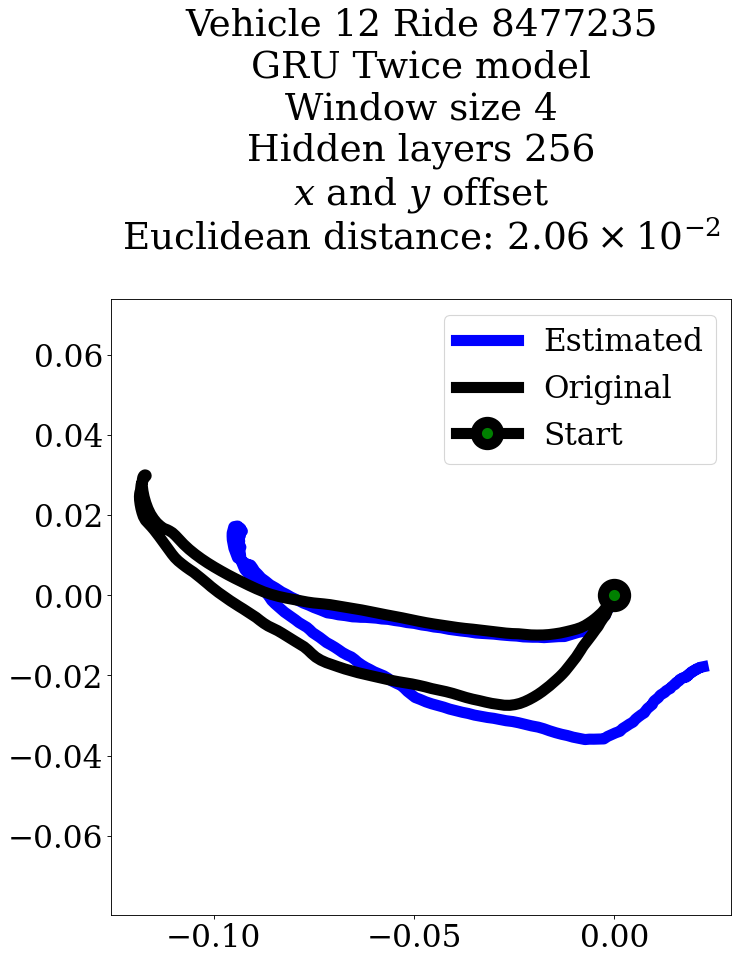 Vehicle 12 Ride 8477235
GRU Twice model
Window size 4
Hidden layers 256
x and y offset
Euclidean distance: 2.06 × 10⁻²
Estimated
Original
Start
0.06
0.04
0.02
0.00
−0.02
−0.04
−0.06
−0.10
−0.05
0.00